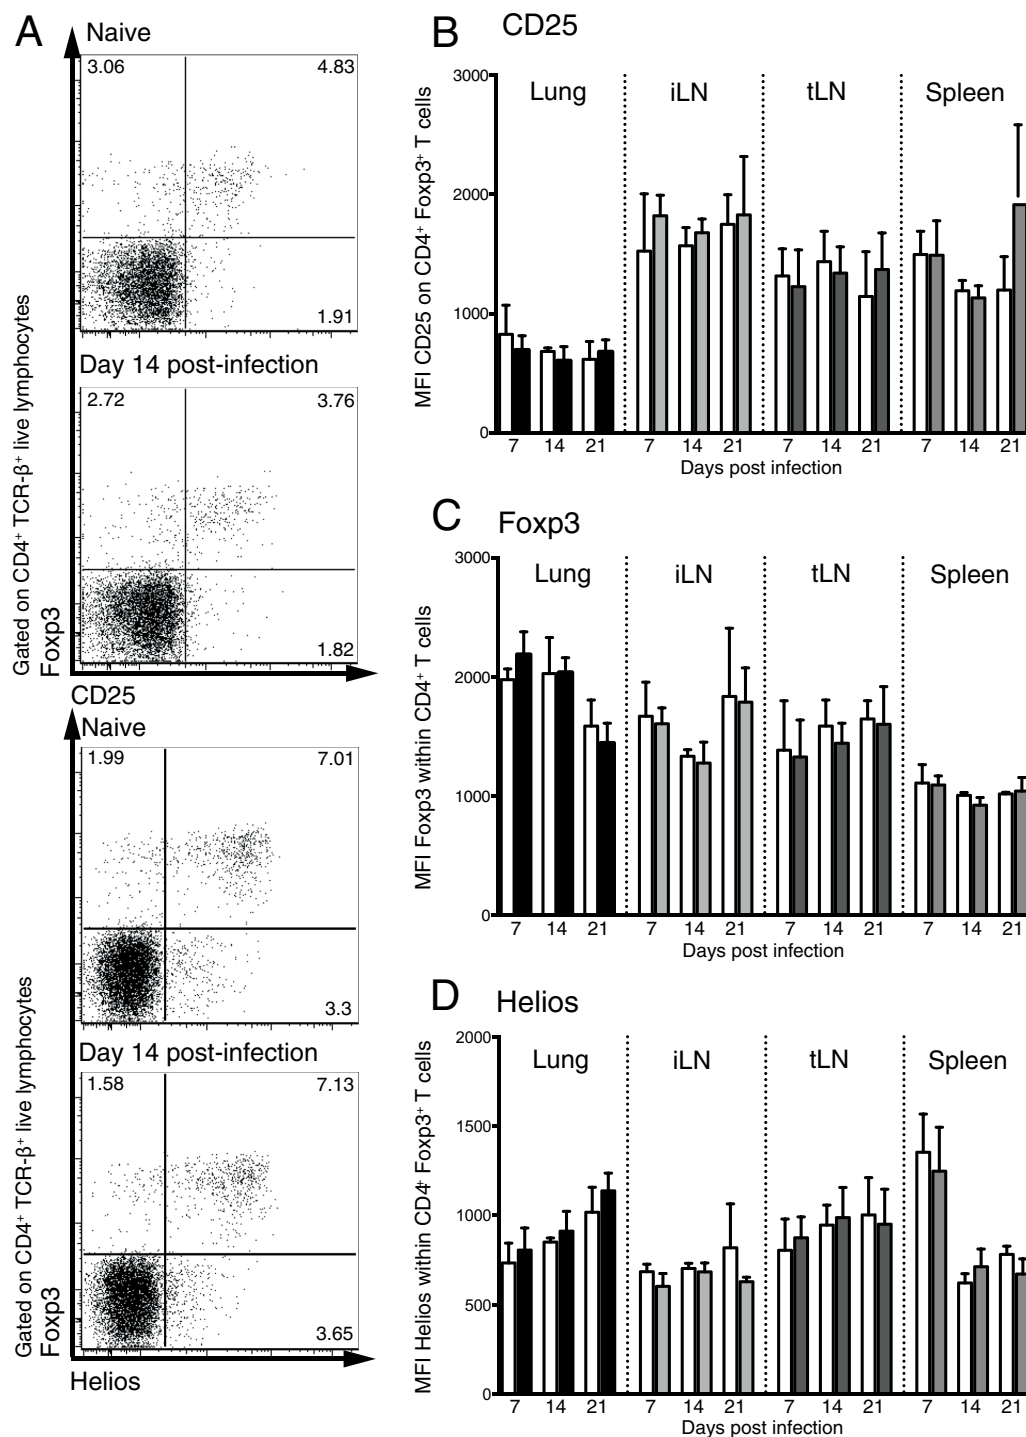 A
Naive
3.06 4.83
1.91
Day 14 post-infection
2.72 3.76
1.82
Gated on CD4⁺ TCR-β⁺ live lymphocytes
Foxp3
CD25
Naive
1.99 7.01
3.3
Day 14 post-infection
1.58 7.13
3.65
Gated on CD4⁺ TCR-β⁺ live lymphocytes
Foxp3
Helios
B CD25
MFI CD25 on CD4⁺ Foxp3⁺ T cells
3000
2000
1000
0
Lung iLN tLN Spleen
7 14 21 7 14 21 7 14 21 7 14 21
Days post infection
C Foxp3
MFI Foxp3 within CD4⁺ T cells
3000
2000
1000
0
Lung iLN tLN Spleen
7 14 21 7 14 21 7 14 21 7 14 21
Days post infection
D Helios
MFI Helios within CD4⁺ Foxp3⁺ T cells
2000
1500
1000
500
0
Lung iLN tLN Spleen
7 14 21 7 14 21 7 14 21 7 14 21
Days post infection